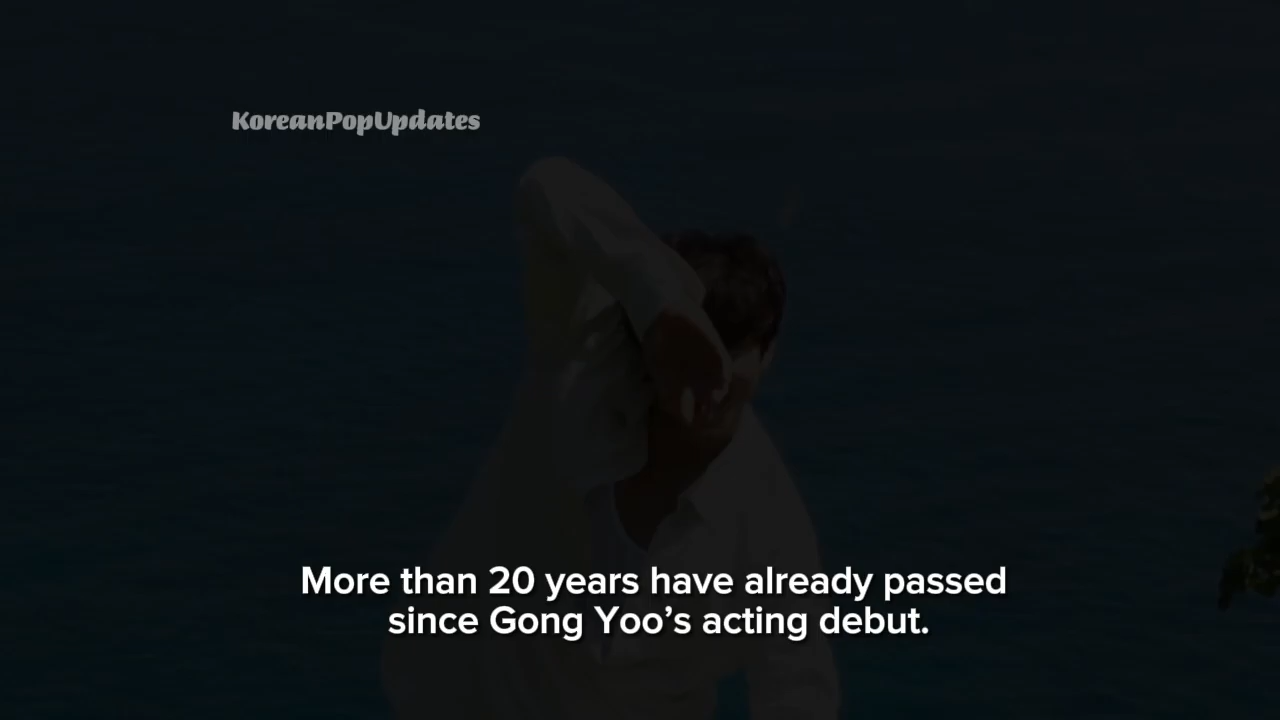 KoreanPopUpdates
More than 20 years have already passed
since Gong Yoo’s acting debut.